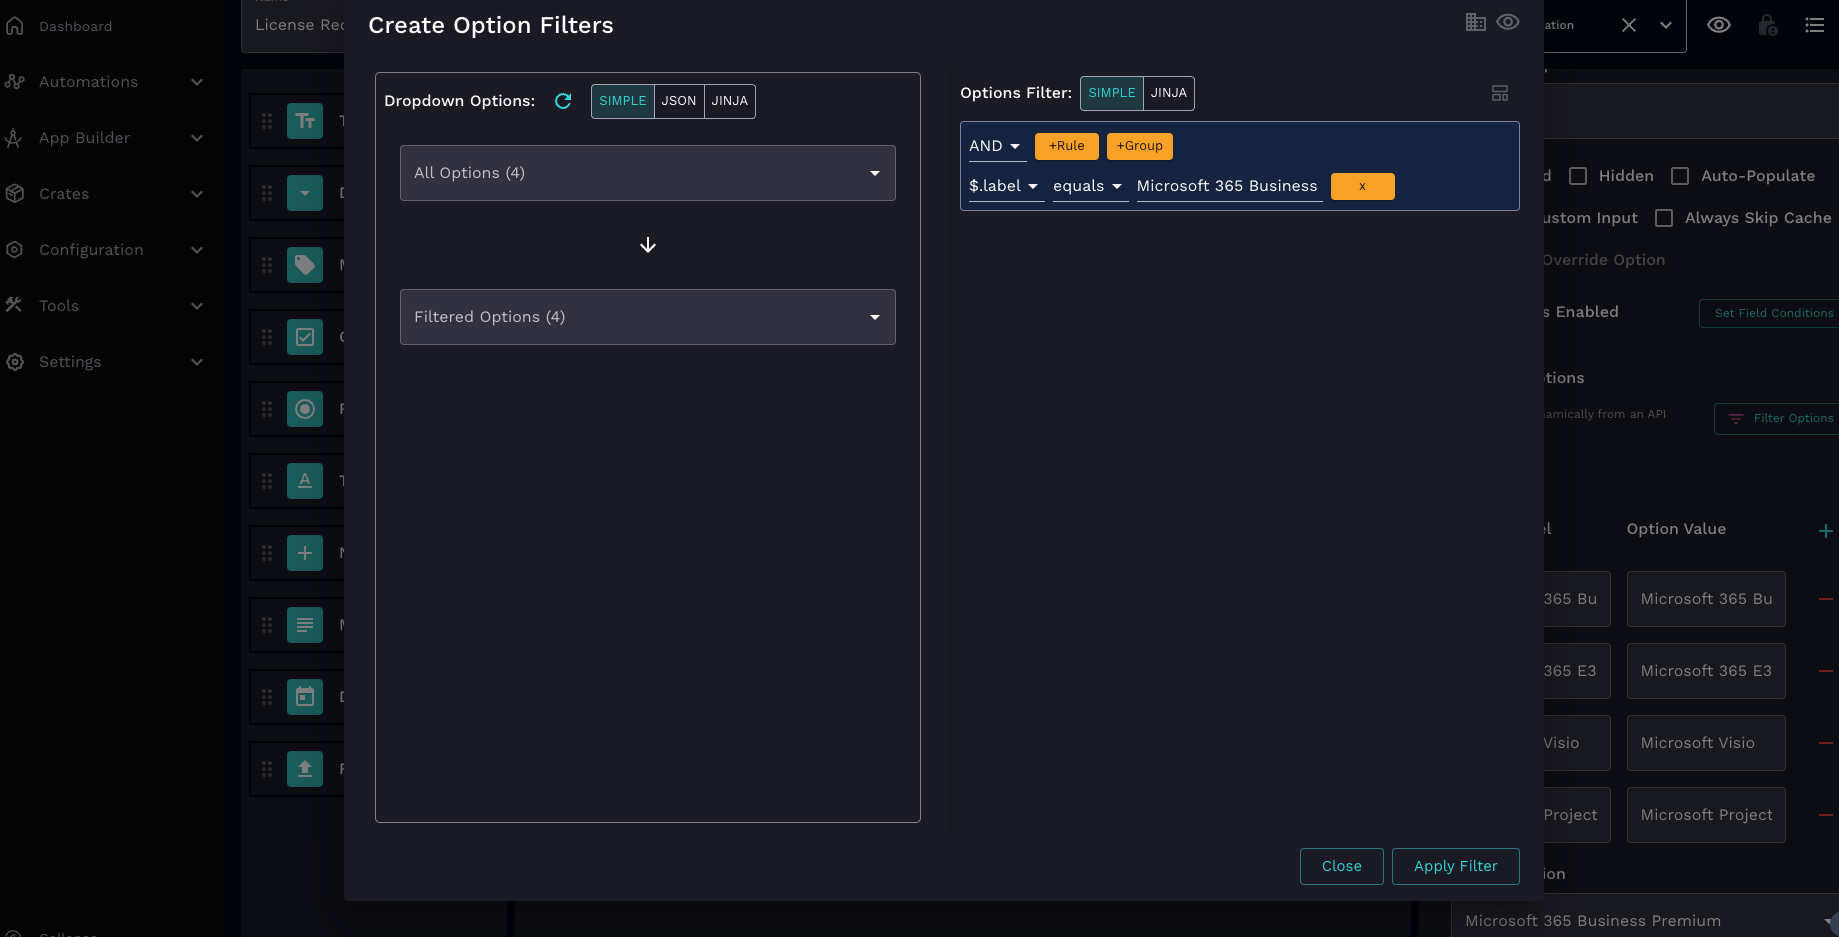 Dashboard
Automations
App Builder
Crates
Configuration
Tools
Settings
License Rec
Create Option Filters
Dropdown Options:
SIMPLE JSON JINJA
All Options (4)
Filtered Options (4)
Options Filter:
SIMPLE JINJA
AND +Rule +Group
$.label equals Microsoft 365 Business x
Close
Apply Filter
ation
d Hidden Auto-Populate
ustom Input Always Skip Cache
Override Option
s Enabled Set Field Conditions
tions
namically from an API Filter Options
el Option Value
365 Bu Microsoft 365 Bu
365 E3 Microsoft 365 E3
Visio Microsoft Visio
Project Microsoft Project
ion
Microsoft 365 Business Premium